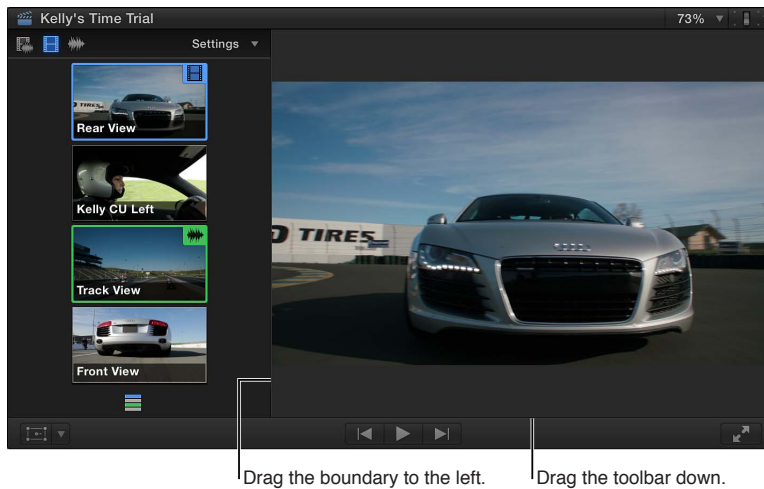 Kelly's Time Trial
73%
Settings
Rear View
Kelly CU Left
Track View
Front View
TIRES
Drag the boundary to the left.
Drag the toolbar down.